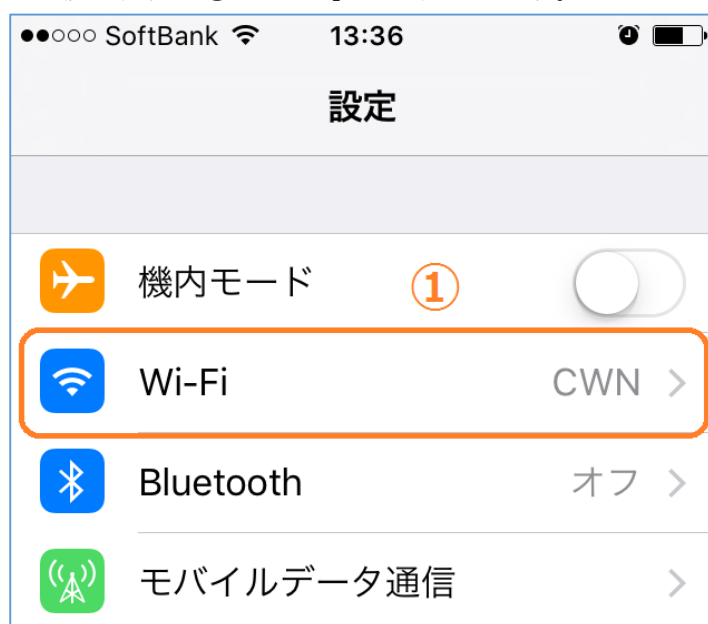 SoftBank 13:36
設定
機内モード ①
Wi-Fi CWN
Bluetooth オフ
モバイルデータ通信